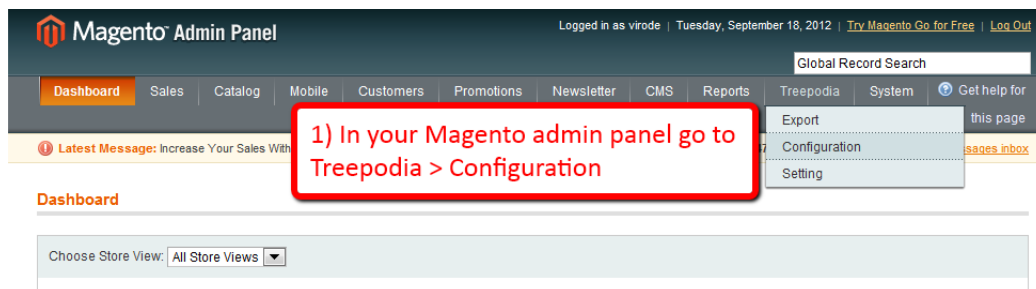 Magento Admin Panel
Logged in as virode | Tuesday, September 18, 2012 | Try Magento Go for Free | Log Out
Global Record Search
Dashboard Sales Catalog Mobile Customers Promotions Newsletter CMS Reports Treepodia System Get help for this page
Export
Configuration
Setting
1) In your Magento admin panel go to
Treepodia > Configuration
Latest Message: Increase Your Sales With
messages inbox
Dashboard
Choose Store View: All Store Views